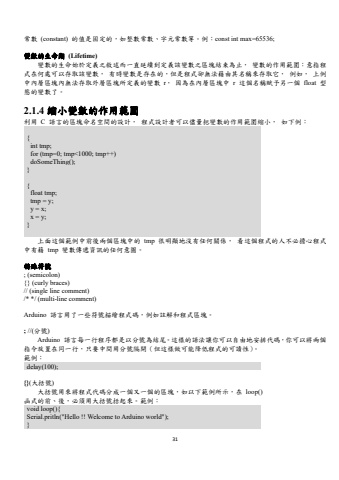 常數 (constant) 的值是固定的，如整數常數、字元常數等。例：const int max=65536;
變數的生命期 (Lifetime)
變數的生命始於定義之敘述而一直延續到定義該變數之區塊結束為止， 變數的作用範圍：意指程
式在何處可以存取該變數， 有時變數是存在的，但是程式卻無法藉由其名稱來存取它， 例如， 上例
中內層區塊內無法存取外層區塊所定義的變數 r， 因為在內層區塊中 r 這個名稱賦予另一個 float 型
態的變數了。
2.1.4 縮小變數的作用範圍
利用 C 語言的區塊命名空間的設計， 程式設計者可以儘量把變數的作用範圍縮小， 如下例：
{
int tmp;
for (tmp=0; tmp<1000; tmp++)
doSomeThing();
}
{
float tmp;
tmp = y;
y = x;
x = y;
}
上面這個範例中前後兩個區塊中的 tmp 很明顯地沒有任何關係， 看這個程式的人不必擔心程式
中有藉 tmp 變數傳遞資訊的任何意圖。
特殊符號
; (semicolon)
{} (curly braces)
// (single line comment)
/* */ (multi-line comment)
Arduino 語言用了一些符號描繪程式碼，例如註解和程式區塊。
; //(分號)
Arduino 語言每一行程序都是以分號為結尾。這樣的語法讓你可以自由地安排代碼，你可以將兩個
指令放置在同一行，只要中間用分號隔開（但這樣做可能降低程式的可讀性）。
範例：
delay(100);
{}(大括號)
大括號用來將程式代碼分成一個又一個的區塊，如以下範例所示，在 loop()
函式的前、後，必須用大括號括起來。範例：
void loop(){
Serial.pritln("Hello !! Welcome to Arduino world");
}
31